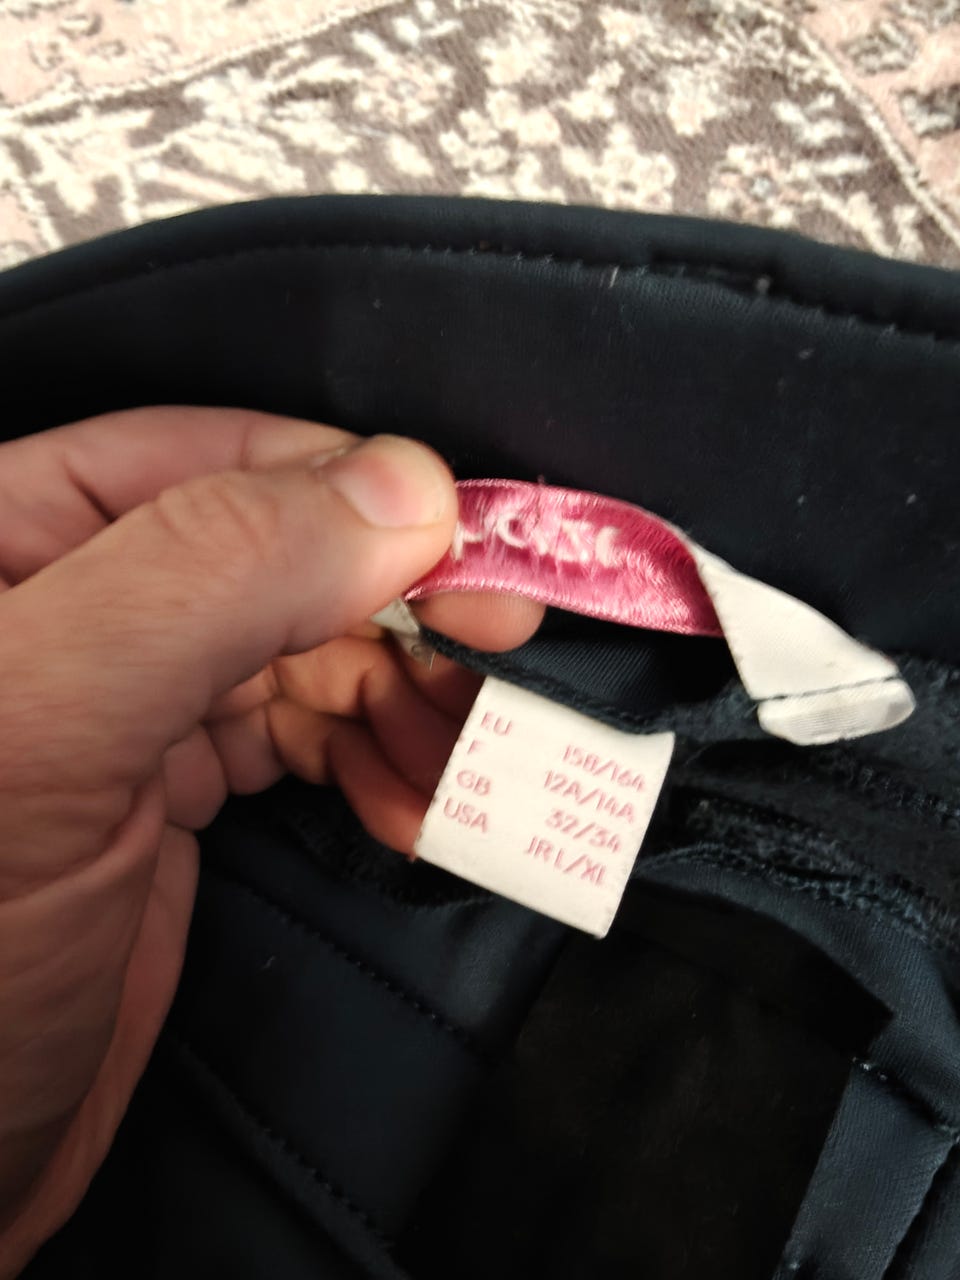 EU 158/164
F 12A/14A
GB 32/34
USA JR L/XL